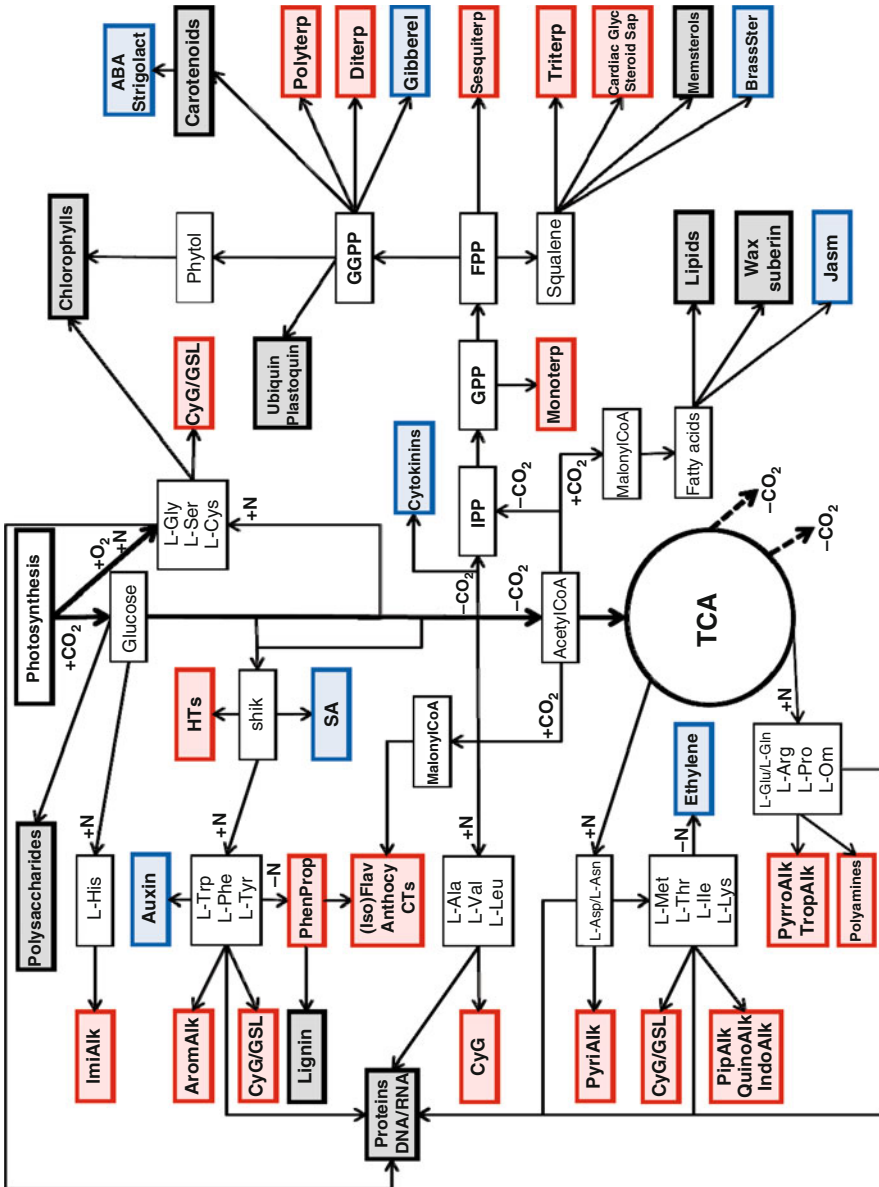 Photosynthesis
+CO2
+O2
+N
Glucose
L-Gly
L-Ser
L-Cys
+N
Chlorophylls
CyG/GSL
Phytol
ABA
Strigolact
Carotenoids
Polyterp
Diterp
Gibberel
GGPP
Ubiquin
Plastoquin
Sesquiterp
FPP
GPP
IPP
Monoterp
Cytokinins
–CO2
–CO2
–CO2
Squalene
Triterp
Cardiac Glyc
Steroid Sap
Memsterols
BrassSter
Polysaccharides
+N
L-His
ImiAlk
HTs
shik
SA
+N
Auxin
L-Trp
L-Phe
L-Tyr
–N
AromAlk
CyG/GSL
PhenProp
Lignin
(Iso)Flav
Anthocy
CTs
MalonylCoA
+CO2
AcetylCoA
+CO2
MalonylCoA
Fatty acids
Lipids
Wax
suberin
Jasm
+N
L-Ala
L-Val
L-Leu
CyG
Proteins
DNA/RNA
TCA
–CO2
–CO2
+N
L-Asp/L-Asn
PyriAlk
L-Met
L-Thr
L-Ile
L-Lys
–N
Ethylene
CyG/GSL
PipAlk
QuinoAlk
IndoAlk
+N
L-Glu/L-Gln
L-Arg
L-Pro
L-Orn
PyrroAlk
TropAlk
Polyamines